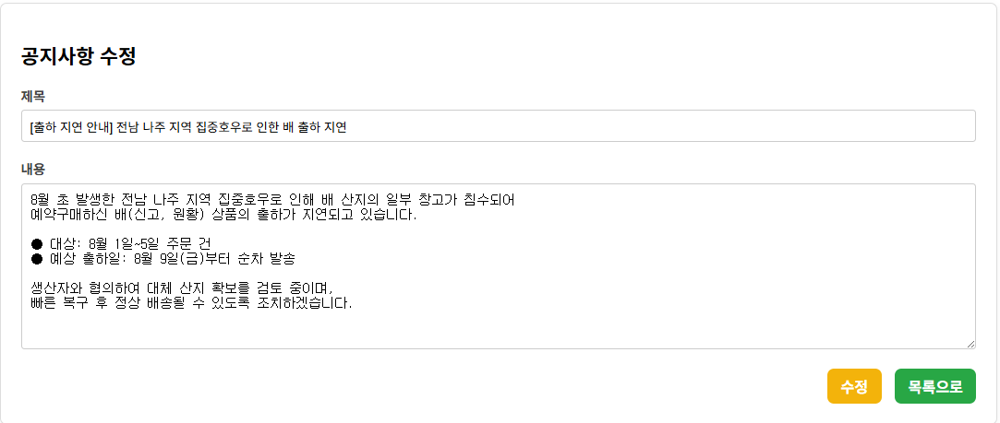 공지사항 수정
제목
[출하 지연 안내] 전남 나주 지역 집중호우로 인한 배 출하 지연
내용
8월 초 발생한 전남 나주 지역 집중호우로 인해 배 산지의 일부 창고가 침수되어
예약구매하신 배(신고, 원황) 상품의 출하가 지연되고 있습니다.
● 대상: 8월 1일~5일 주문 건
● 예상 출하일: 8월 9일(금)부터 순차 발송
생산자와 협의하여 대체 산지 확보를 검토 중이며,
빠른 복구 후 정상 배송될 수 있도록 조치하겠습니다.
수정 목록으로